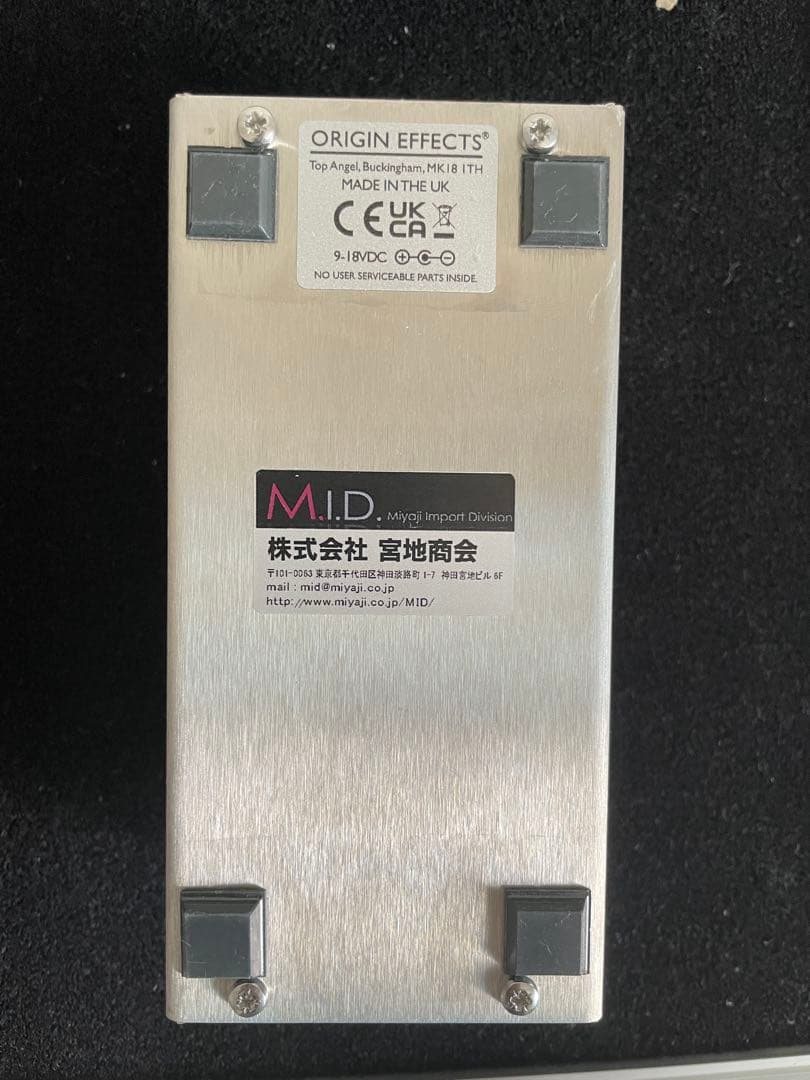 ORIGIN EFFECTS®
Top Angel, Buckingham, MK18 1TH
MADE IN THE UK
CE UK CA
9-18VDC
NO USER SERVICEABLE PARTS INSIDE.
M.I.D. Miyaji Import Division
株式会社 宮地商会
〒101-0063 東京都千代田区神田淡路町 1-7 神田宮地ビル 6F
mail : mid@miyaji.co.jp
http://www.miyaji.co.jp/MID/